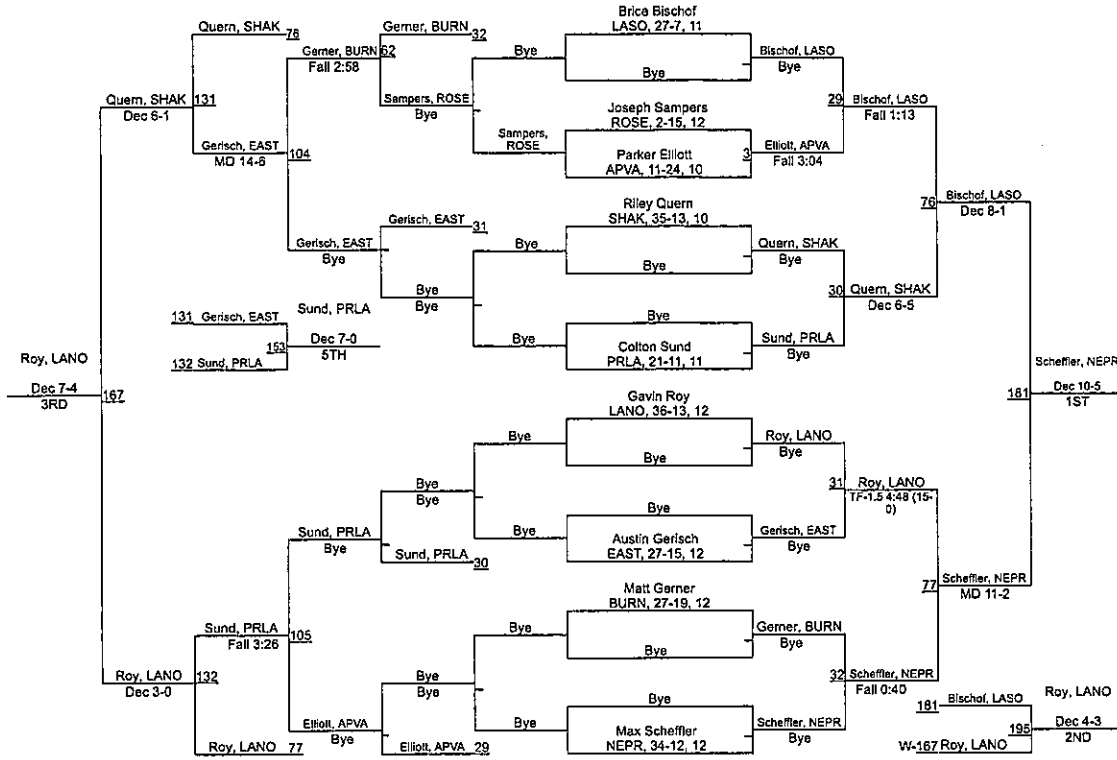 Brice Bischof
LASO, 27-7, 11
Quern, SHAK
76
Gerner, BURN
32
Bye
Bischof, LASO
Bye
Gerner, BURN
62
Fall 2:58
Bye
Quern, SHAK
131
Dec 6-1
Sampers, ROSE
Bye
Joseph Sampers
ROSE, 2-15, 12
29
Bischof, LASO
Fall 1:13
Gerisch, EAST
MD 14-6
104
Sampers,
ROSE
Parker Elliott
APVA, 11-24, 10
3
Elliott, APVA
Fall 3:04
Riley Quern
SHAK, 35-13, 10
76
Bischof, LASO
Dec 8-1
Gerisch, EAST
31
Gerisch, EAST
Bye
Bye
Quern, SHAK
Bye
Bye
Bye
Bye
30
Quern, SHAK
Dec 6-5
131
Gerisch, EAST
Sund, PRLA
Bye
153
Dec 7-0
5TH
Bye
Colton Sund
PRLA, 21-11, 11
Sund, PRLA
Bye
132
Sund, PRLA
Roy, LANO
Dec 7-4
3RD
167
Scheffler, NEPR
181
Dec 10-5
1ST
Gavin Roy
LANO, 36-13, 12
Bye
Roy, LANO
Bye
Bye
Bye
Bye
31
Roy, LANO
TF-1.5 4:48 (15-
0)
Sund, PRLA
Bye
Bye
Austin Gerisch
EAST, 27-15, 12
Gerisch, EAST
Bye
Sund, PRLA
30
Matt Gerner
BURN, 27-19, 12
77
Scheffler, NEPR
MD 11-2
Sund, PRLA
Fall 3:26
105
Bye
Gerner, BURN
Bye
Bye
Roy, LANO
132
Dec 3-0
Bye
Bye
32
Scheffler, NEPR
Fall 0:40
Elliott, APVA
Bye
Bye
Bye
Max Scheffler
NEPR, 34-12, 12
Scheffler, NEPR
Bye
181
Bischof, LASO
Roy, LANO
Roy, LANO
77
Elliott, APVA
29
195
Dec 4-3
2ND
W-167
Roy, LANO